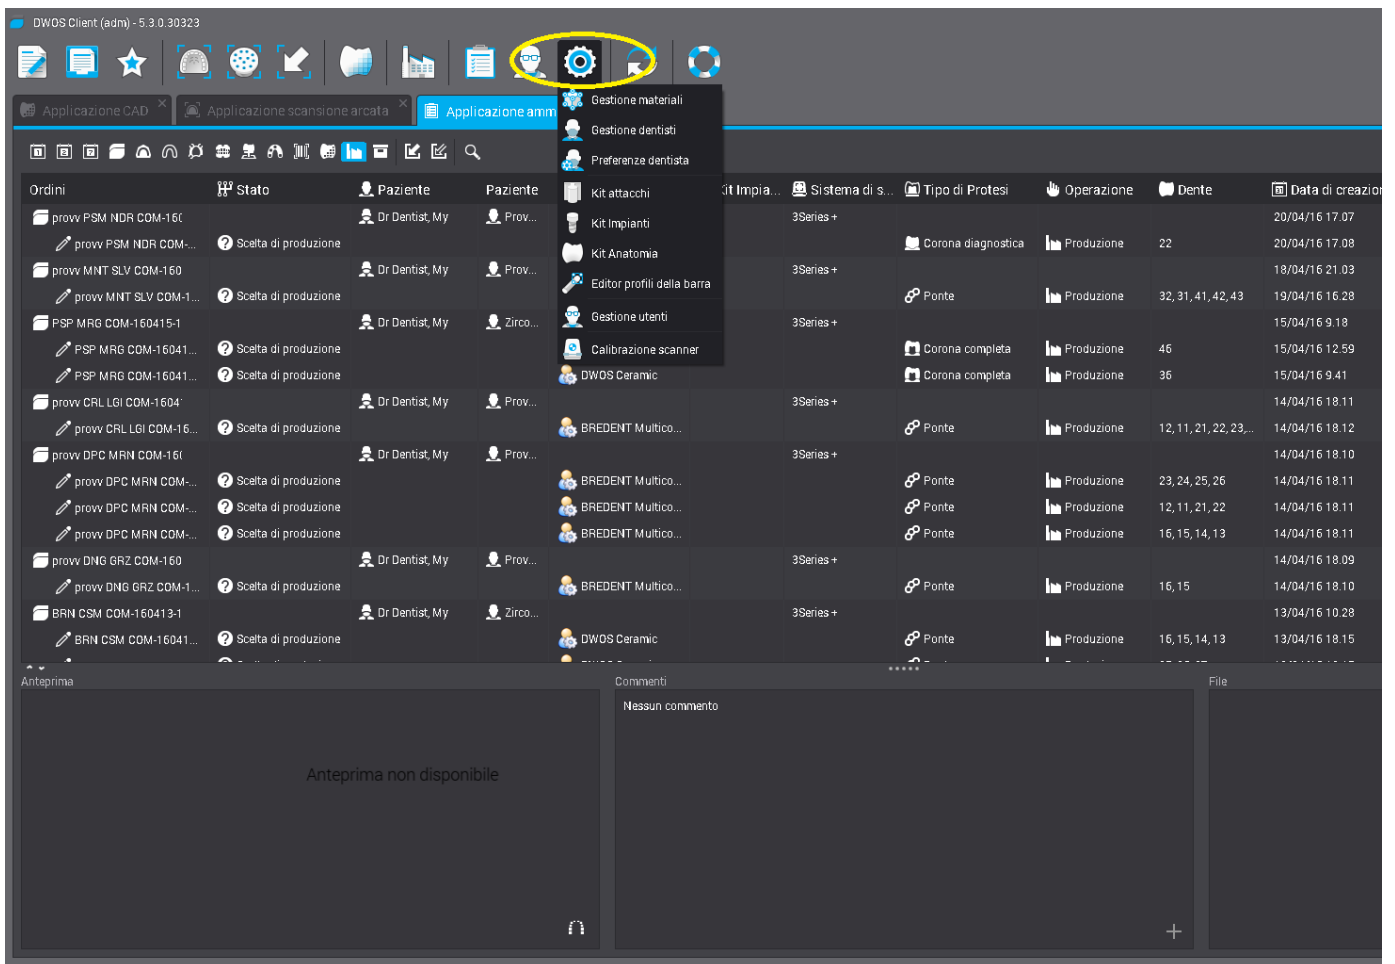 DWOS Client (adm) - 5.3.0.30323
Applicazione CAD
Applicazione scansione arcata
Applicazione amm
Gestione materiali
Gestione dentisti
Preferenze dentista
Kit attacchi
Kit Impianti
Kit Anatomia
Editor profili della barra
Gestione utenti
Calibrazione scanner
Ordini Stato Paziente Paziente Kit Impia... Sistema di s... Tipo di Protesi Operazione Dente Data di creazior
provv PSM NDR COM-160 Dr Dentist, My Prov... 3Series + 20/04/16 17.07
provv PSM NDR COM-... Scelta di produzione Corona diagnostica Produzione 22 20/04/16 17.08
provv MNT SLV COM-160 Dr Dentist, My Prov... 3Series + 18/04/16 21.03
provv MNT SLV COM-1... Scelta di produzione Ponte Produzione 32, 31, 41, 42, 43 19/04/16 16.28
PSP MRG COM-160415-1 Dr Dentist, My Zirco... 3Series + 15/04/16 9.18
PSP MRG COM-16041... Scelta di produzione Corona completa Produzione 46 15/04/16 12.59
PSP MRG COM-16041... Scelta di produzione DWOS Ceramic Corona completa Produzione 36 15/04/16 9.41
provv CRL LGI COM-1604 Dr Dentist, My Prov... 3Series + 14/04/16 18.11
provv CRL LGI COM-16... Scelta di produzione BREDENT Multico... Ponte Produzione 12, 11, 21, 22, 23,... 14/04/16 18.12
provv DPC MRN COM-160 Dr Dentist, My Prov... 3Series + 14/04/16 18.10
provv DPC MRN COM-... Scelta di produzione BREDENT Multico... Ponte Produzione 23, 24, 25, 26 14/04/16 18.11
provv DPC MRN COM-... Scelta di produzione BREDENT Multico... Ponte Produzione 12, 11, 21, 22 14/04/16 18.11
provv DPC MRN COM-... Scelta di produzione BREDENT Multico... Ponte Produzione 16, 15, 14, 13 14/04/16 18.11
provv DNG GRZ COM-160 Dr Dentist, My Prov... 3Series + 14/04/16 18.09
provv DNG GRZ COM-1... Scelta di produzione BREDENT Multico... Ponte Produzione 16, 15 14/04/16 18.10
BRN CSM COM-160413-1 Dr Dentist, My Zirco... 3Series + 13/04/16 10.28
BRN CSM COM-16041... Scelta di produzione DWOS Ceramic Ponte Produzione 16, 15, 14, 13 13/04/16 18.15
Anteprima
Anteprima non disponibile
Commenti
Nessun commento
File